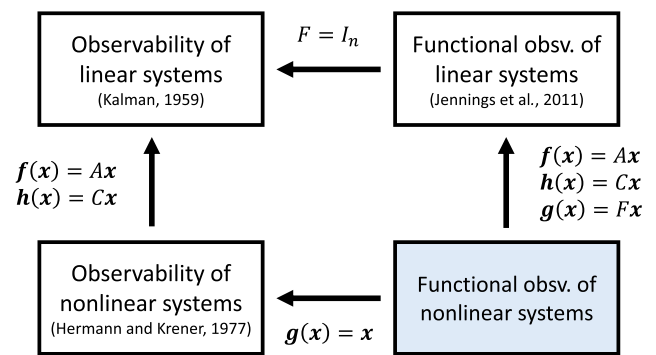 Observability of
linear systems
(Kalman, 1959)
F = Iₙ
Functional obsv. of
linear systems
(Jennings et al., 2011)
f(x) = Ax
h(x) = Cx
f(x) = Ax
h(x) = Cx
g(x) = Fx
Observability of
nonlinear systems
(Hermann and Krener, 1977)
g(x) = x
Functional obsv. of
nonlinear systems